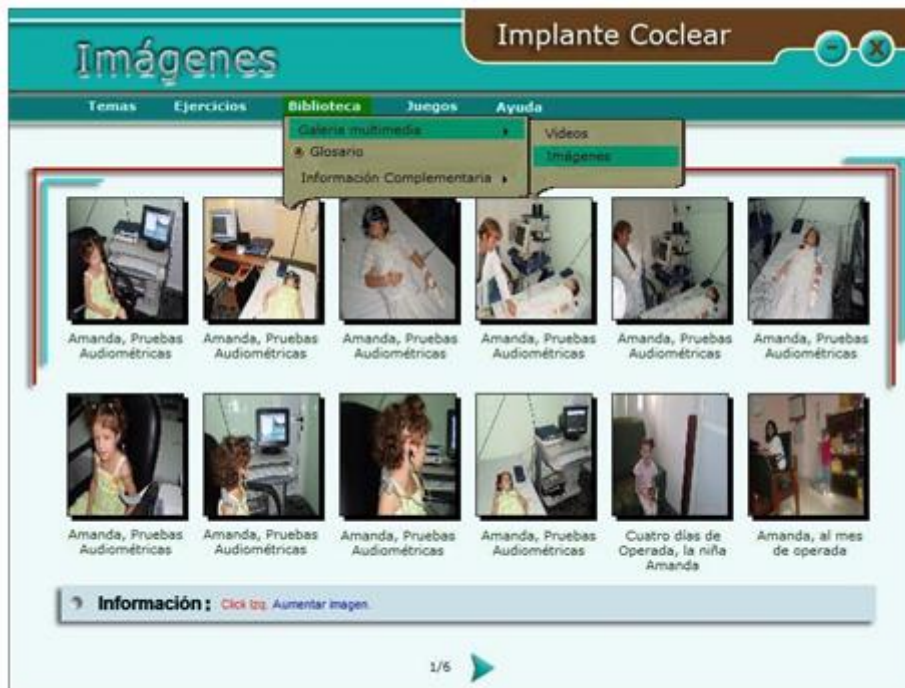 Implante Coclear
Imágenes
Temas Ejercicios Biblioteca Juegos Ayuda
Galeria multimedia
Glosario
Información Complementaria
Videos
Imágenes
Amanda, Pruebas
Audiométricas
Amanda, Pruebas
Audiométricas
Amanda, Pruebas
Audiométricas
Amanda, Pruebas
Audiométricas
Amanda, Pruebas
Audiométricas
Amanda, Pruebas
Audiométricas
Amanda, Pruebas
Audiométricas
Amanda, Pruebas
Audiométricas
Amanda, Pruebas
Audiométricas
Amanda, Pruebas
Audiométricas
Cuatro días de
Operada, la niña
Amanda
Amanda, al mes
de operada
Información: Click Izq. Aumentar imagen.
1/6